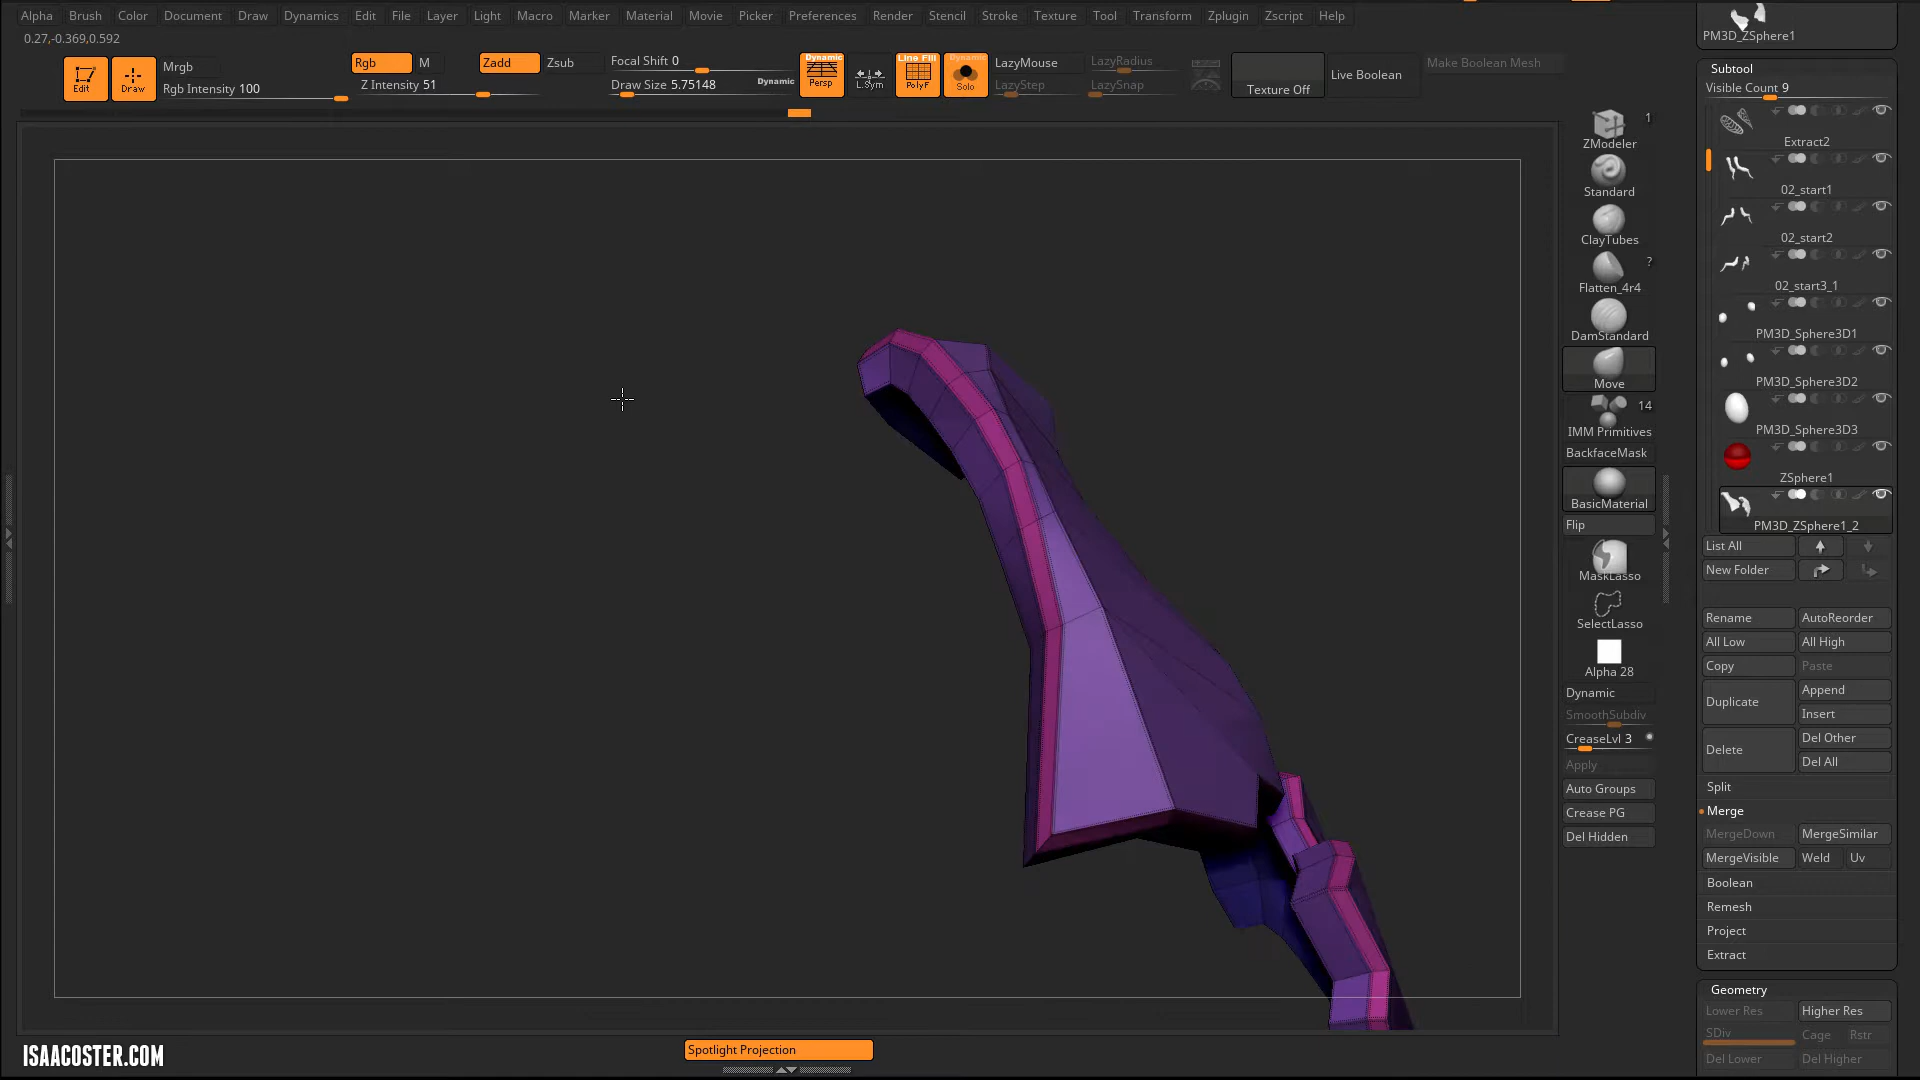 Alpha Brush Color Document Draw Dynamics Edit File Layer Light Macro Marker Material Movie Picker Preferences Render Stencil Stroke Texture Tool Transform Zplugin Zscript Help
0.27,-0.369,0.592
Edit
Draw
Mrgb
Rgb Intensity 100
Rgb
M
Z Intensity 51
Zadd
Zsub
Focal Shift 0
Draw Size 5.75148
Dynamic
Dynamic
Persp
L.Sym
Line Fill
PolyF
Dynamic
Solo
LazyMouse
LazyStep
LazyRadius
LazySnap
Texture Off
Live Boolean
Make Boolean Mesh
1
ZModeler
Standard
ClayTubes
?
Flatten_4r4
DamStandard
Move
14
IMM Primitives
BackfaceMask
BasicMaterial
Flip
MaskLasso
SelectLasso
Alpha 28
Dynamic
SmoothSubdiv
CreaseLvl 3
Apply
Auto Groups
Crease PG
Del Hidden
PM3D_ZSphere1
Subtool
Visible Count 9
Extract2
02_start1
02_start2
02_start3_1
PM3D_Sphere3D1
PM3D_Sphere3D2
PM3D_Sphere3D3
ZSphere1
PM3D_ZSphere1_2
List All
New Folder
Rename AutoReorder
All Low All High
Copy Paste
Duplicate Append
Insert
Delete Del Other
Del All
Split
Merge
MergeDown MergeSimilar
MergeVisible Weld Uv
Boolean
Remesh
Project
Extract
Geometry
Lower Res Higher Res
SDiv Cage Rstr
Del Lower Del Higher
Spotlight Projection
ISAACOSTER.COM